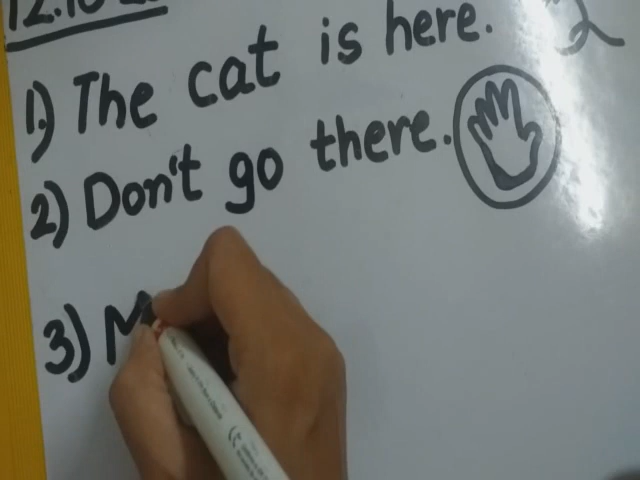 1.) The cat is here.
2) Don't go there.
3) M